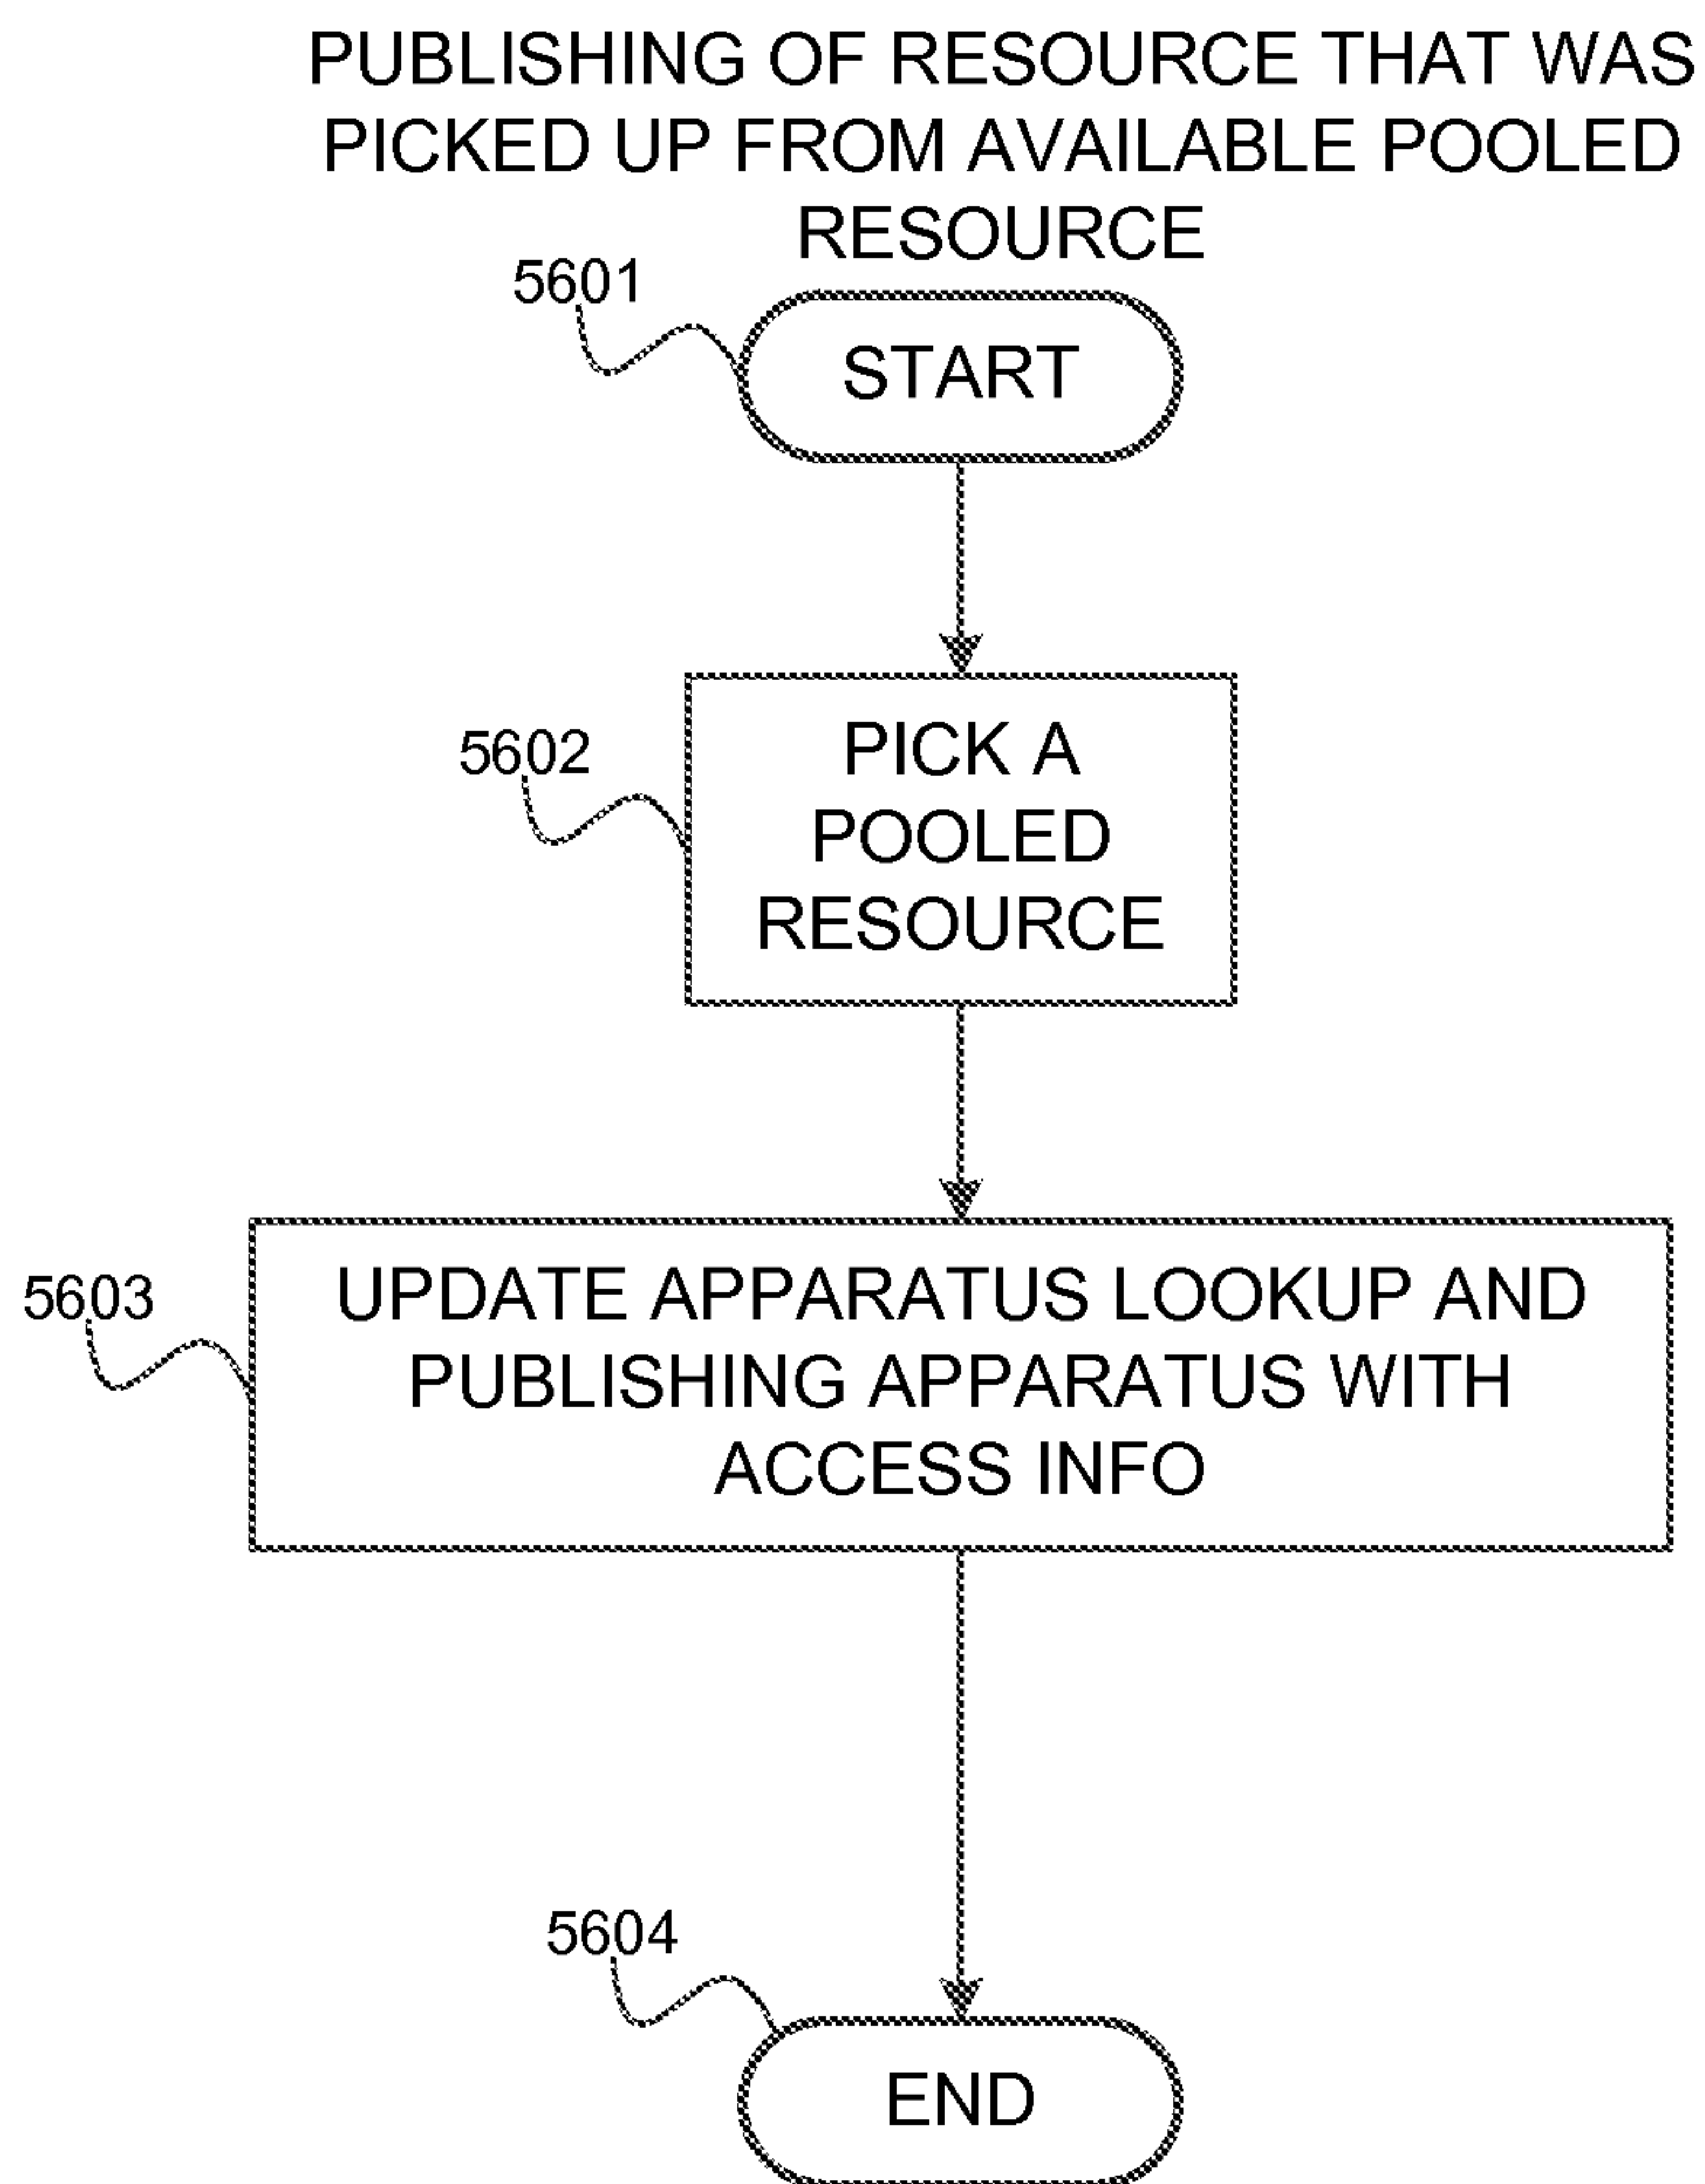 PUBLISHING OF RESOURCE THAT WAS
PICKED UP FROM AVAILABLE POOLED
RESOURCE
5601
START
5602
PICK A
POOLED
RESOURCE
5603
UPDATE APPARATUS LOOKUP AND
PUBLISHING APPARATUS WITH
ACCESS INFO
5604
END